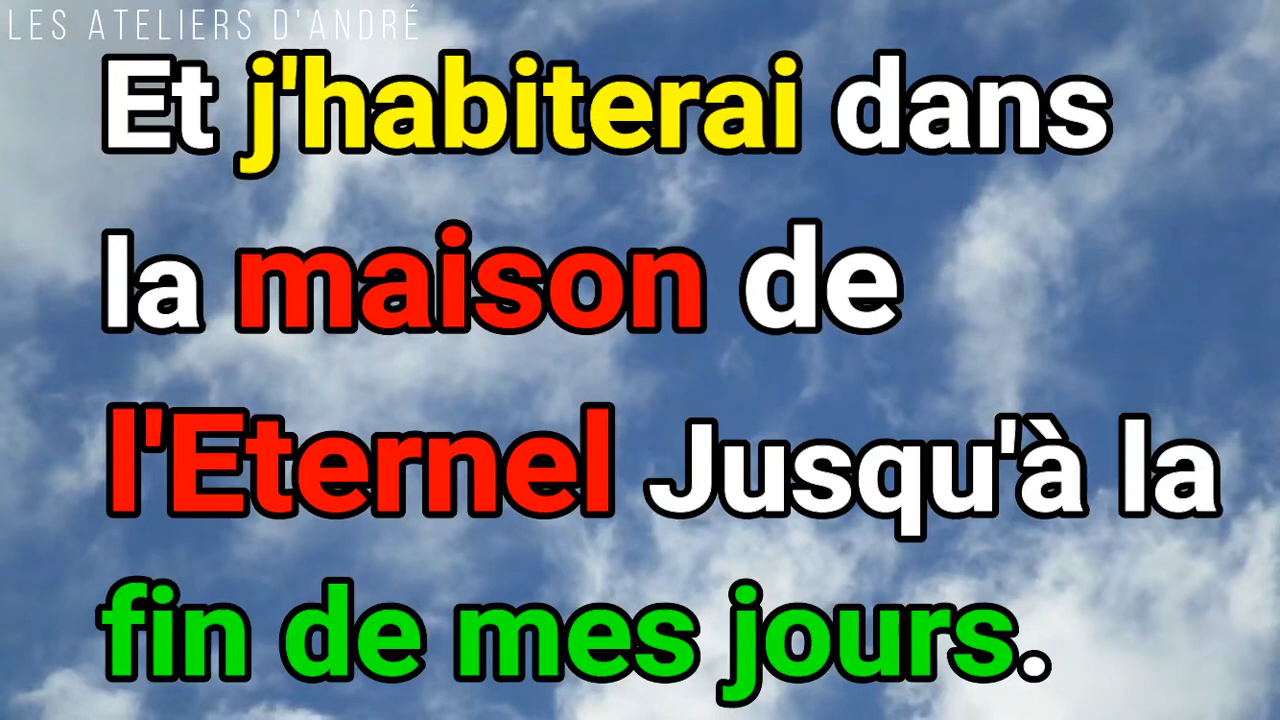 LES ATELIERS D'ANDRÉ
Et j'habiterai dans
la maison de
l'Eternel Jusqu'à la
fin de mes jours.